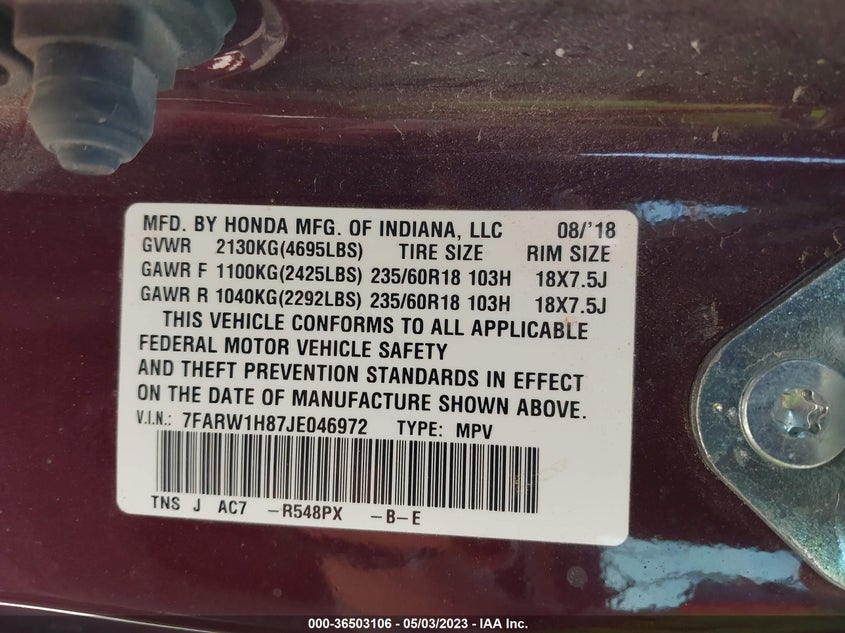 MFD. BY HONDA MFG. OF INDIANA, LLC 08/'18
GVWR 2130KG(4695LBS) TIRE SIZE RIM SIZE
GAWR F 1100KG(2425LBS) 235/60R18 103H 18X7.5J
GAWR R 1040KG(2292LBS) 235/60R18 103H 18X7.5J
THIS VEHICLE CONFORMS TO ALL APPLICABLE
FEDERAL MOTOR VEHICLE SAFETY
AND THEFT PREVENTION STANDARDS IN EFFECT
ON THE DATE OF MANUFACTURE SHOWN ABOVE.
V.I.N.: 7FARW1H87JE046972 TYPE: MPV
TNS J AC7 -R548PX -B-E
000-36503106 - 05/03/2023 - IAA Inc.